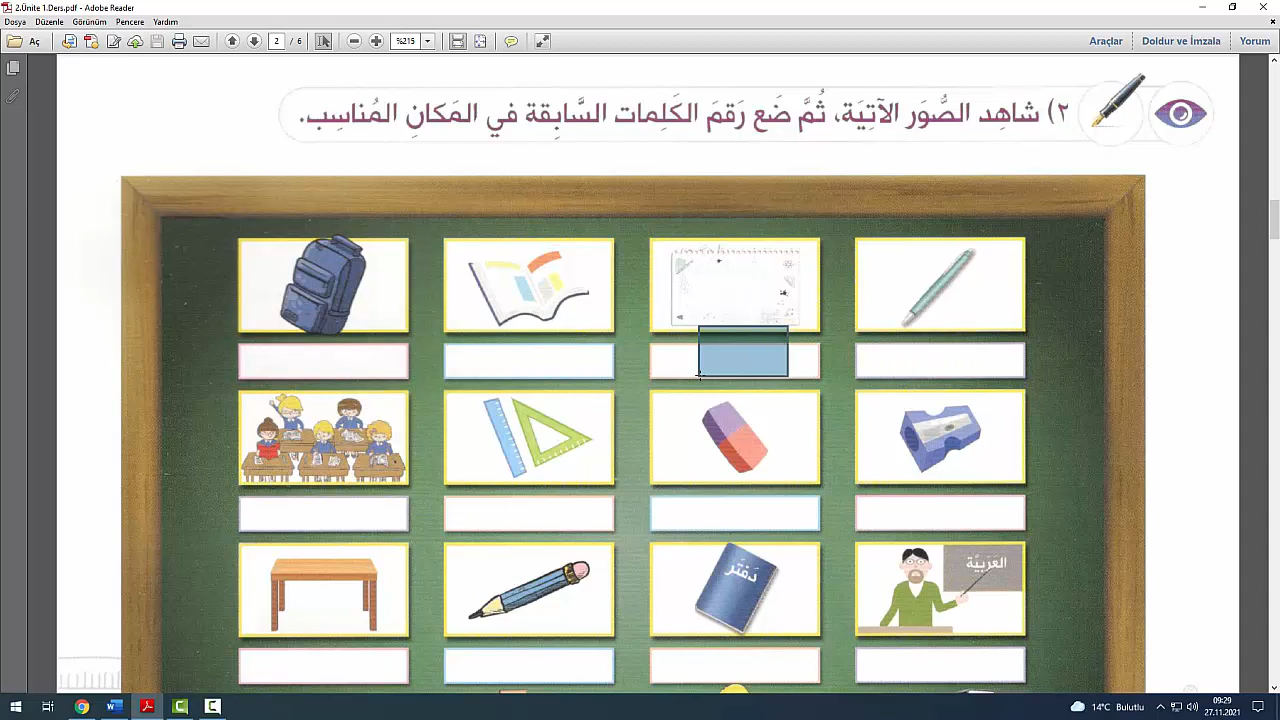 2.Ünite 1.Ders.pdf - Adobe Reader
Dosya Düzenle Görünüm Pencere Yardım
Aç 2 / 6 %215 Araçlar Doldur ve İmzala Yorum
٢) شاهِد الصُّوَر الآتِيَة، ثُمَّ ضَع رَقمَ الكَلِمات السَّابِقة في المَكانِ المُناسِب.
دَفتَر
العَرَبِيَّة
14°C Bulutlu
09:29
27.11.2021